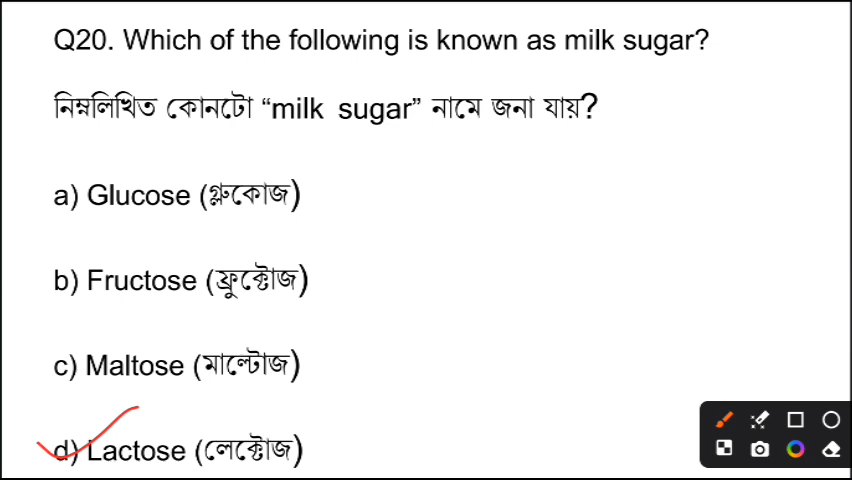 Q20. Which of the following is known as milk sugar?
নিম্নলিখিত কোনটো “milk sugar” নামে জনা যায়?
a) Glucose (গ্লুকোজ)
b) Fructose (ফ্ৰুক্টোজ)
c) Maltose (মাল্টোজ)
d) Lactose (লেক্টোজ)